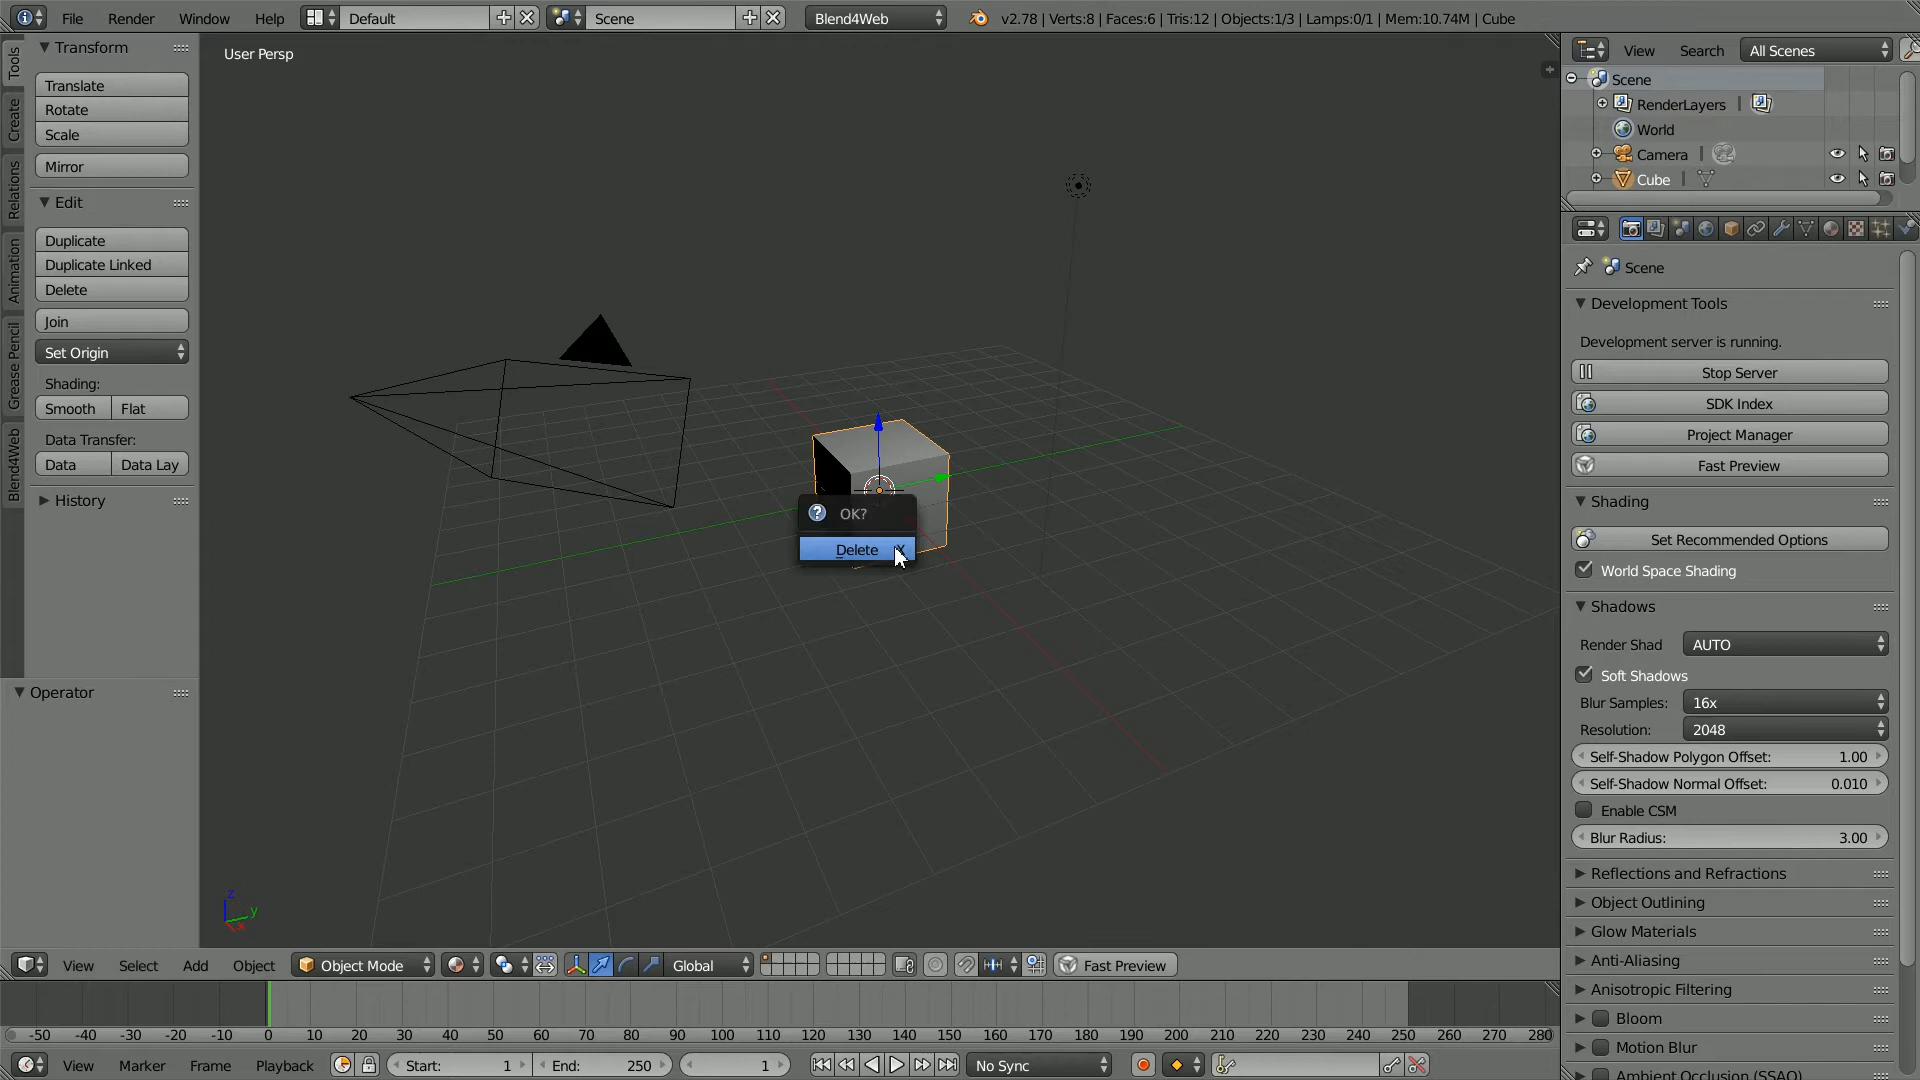 File Render Window Help Default Scene Blend4Web v2.78 | Verts:8 | Faces:6 | Tris:12 | Objects:1/3 | Lamps:0/1 | Mem:10.74M | Cube
Tools
Create
Relations
Animation
Grease Pencil
Blend4Web
Transform
Translate
Rotate
Scale
Mirror
Edit
Duplicate
Duplicate Linked
Delete
Join
Set Origin
Shading:
Smooth Flat
Data Transfer:
Data Data Lay
History
Operator
User Persp
OK?
Delete
z
y
x
View Search All Scenes
Scene
RenderLayers |
World
Camera |
Cube |
Scene
Development Tools
Development server is running.
Stop Server
SDK Index
Project Manager
Fast Preview
Shading
Set Recommended Options
World Space Shading
Shadows
Render Shad AUTO
Soft Shadows
Blur Samples: 16x
Resolution: 2048
Self-Shadow Polygon Offset: 1.00
Self-Shadow Normal Offset: 0.010
Enable CSM
Blur Radius: 3.00
Reflections and Refractions
Object Outlining
Glow Materials
Anti-Aliasing
Anisotropic Filtering
Bloom
Motion Blur
Ambient Occlusion (SSAO)
View Select Add Object Object Mode Global Fast Preview
-50 -40 -30 -20 -10 0 10 20 30 40 50 60 70 80 90 100 110 120 130 140 150 160 170 180 190 200 210 220 230 240 250 260 270 280
View Marker Frame Playback Start: 1 End: 250 1 No Sync